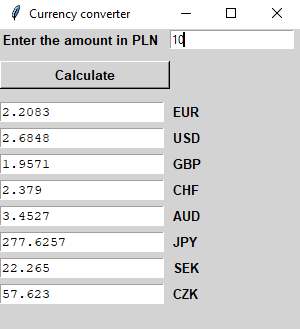 Currency converter
Enter the amount in PLN 10
Calculate
2.2083 EUR
2.6848 USD
1.9571 GBP
2.379 CHF
3.4527 AUD
277.6257 JPY
22.265 SEK
57.623 CZK